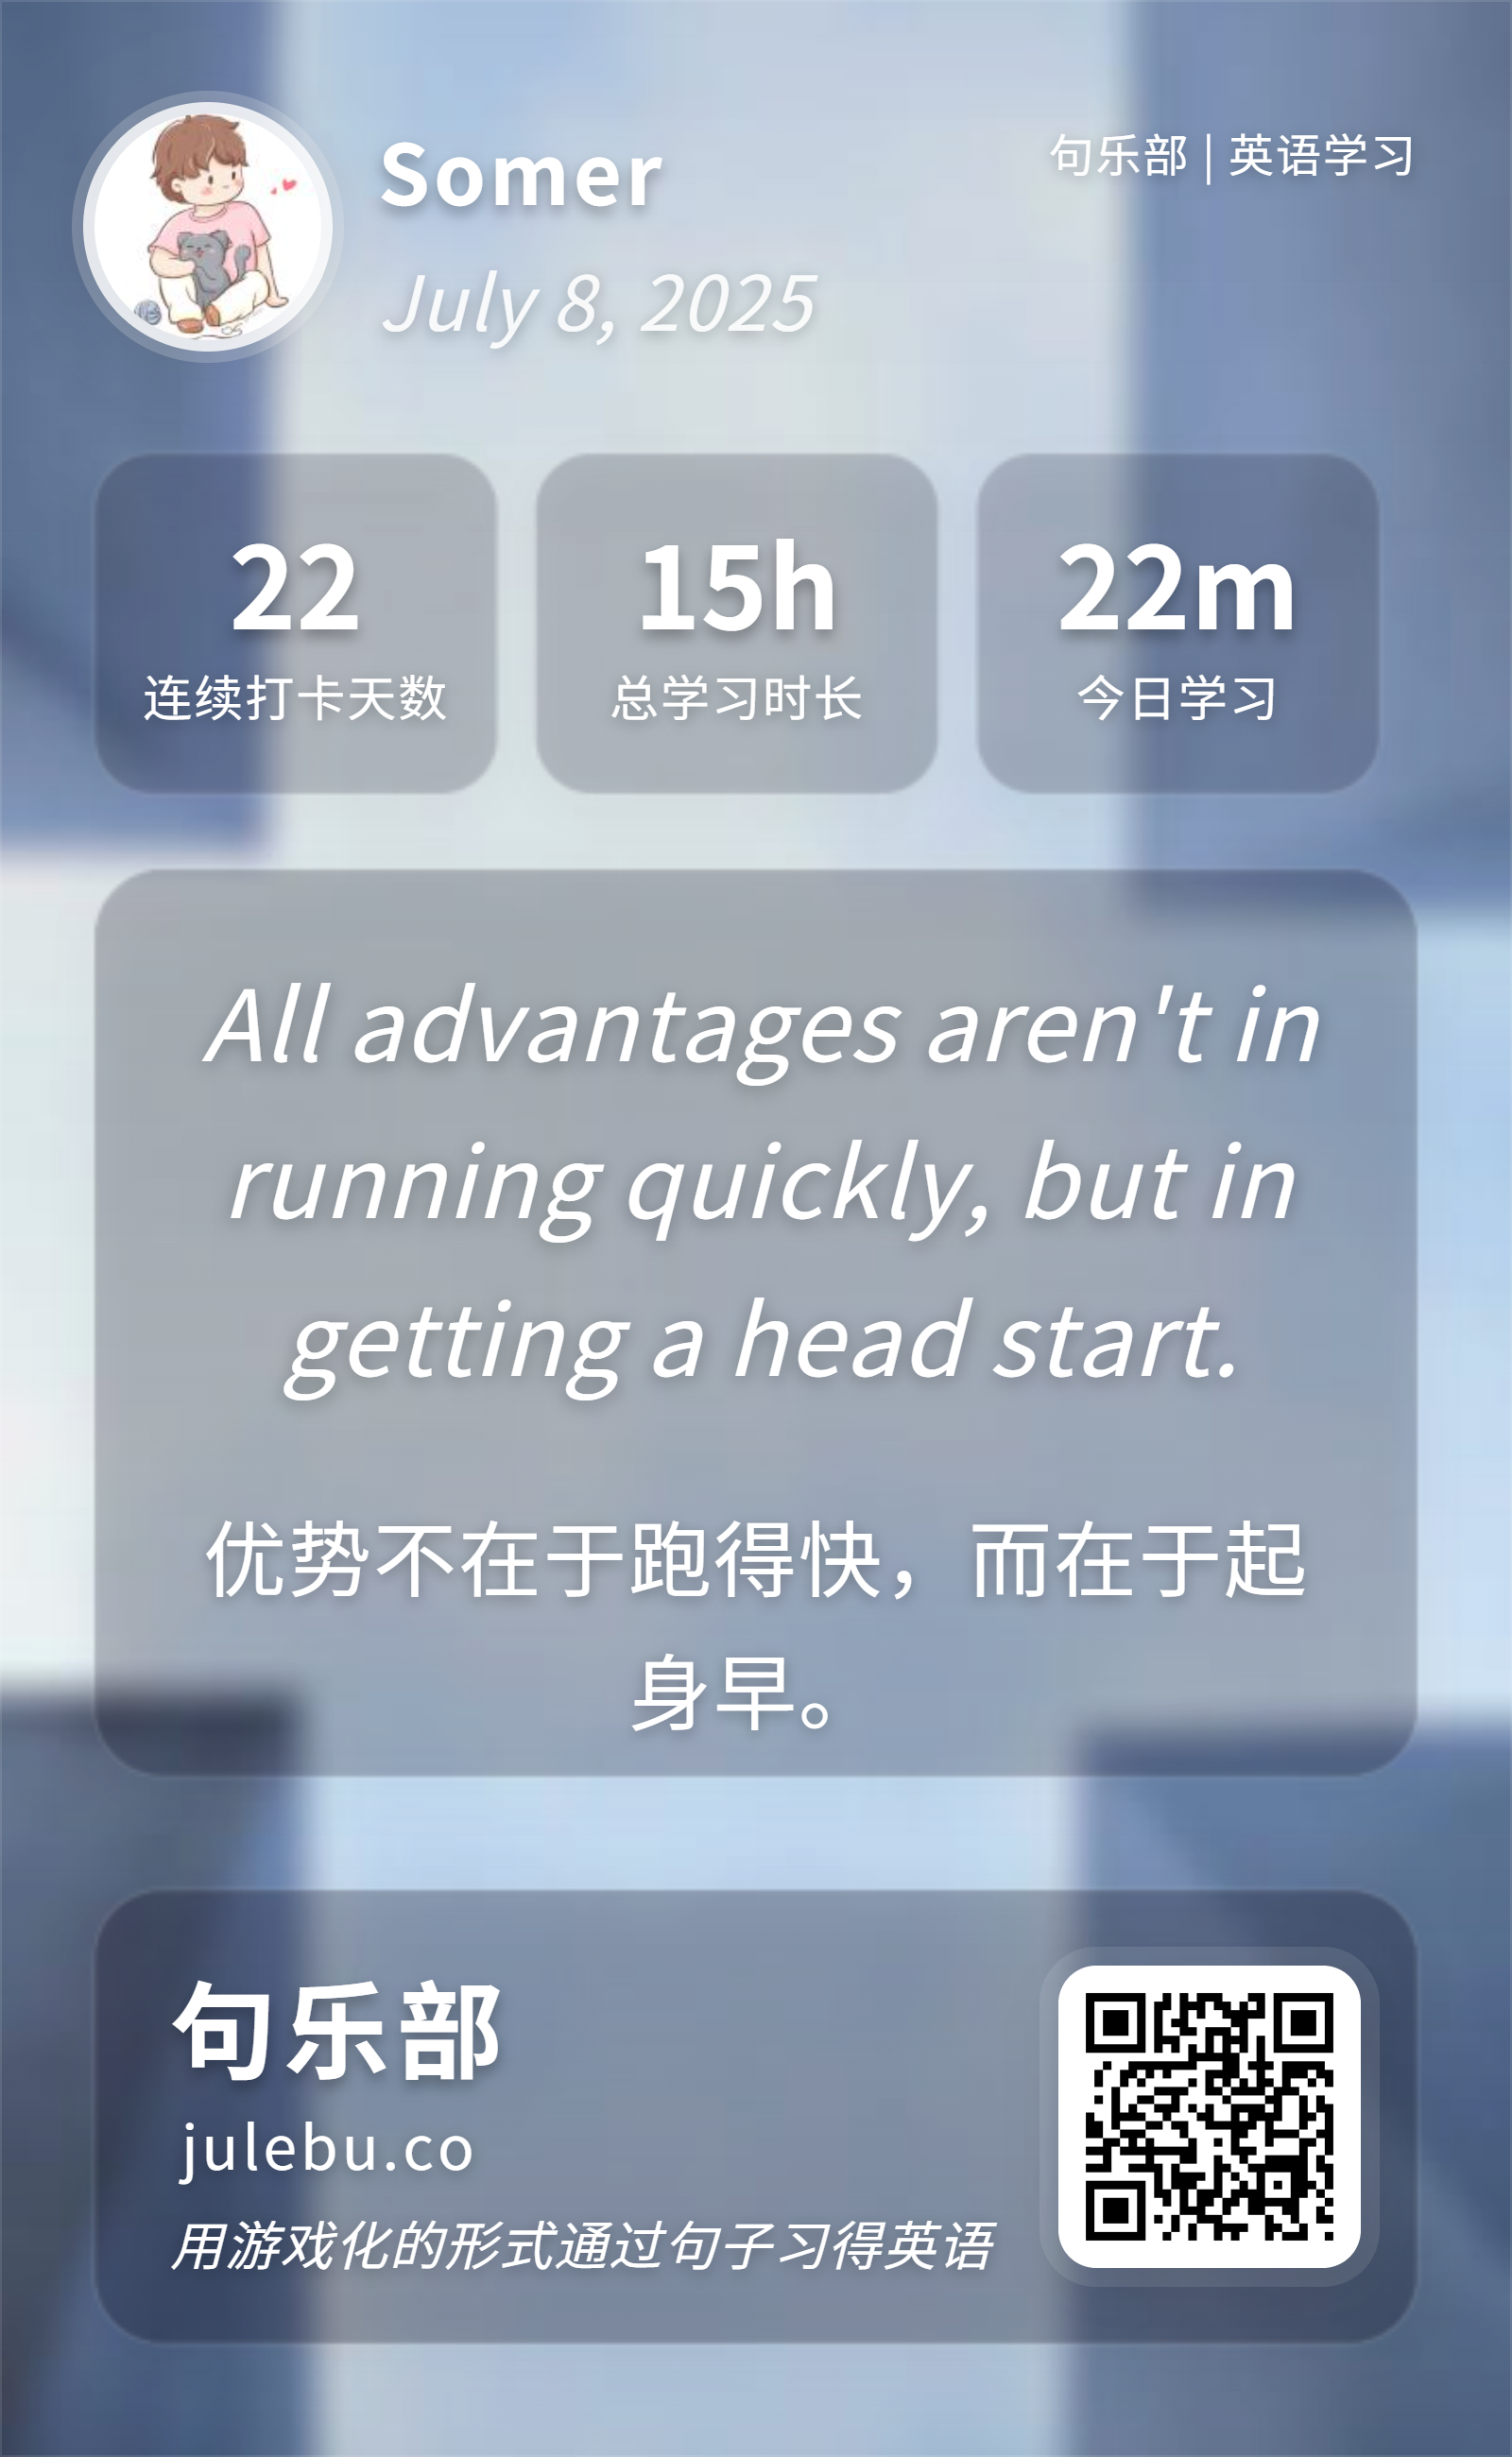 Somer
句乐部 | 英语学习
July 8, 2025
22
连续打卡天数
15h
总学习时长
22m
今日学习
All advantages aren't in
running quickly, but in
getting a head start.
优势不在于跑得快，而在于起
身早。
句乐部
julebu.co
用游戏化的形式通过句子习得英语